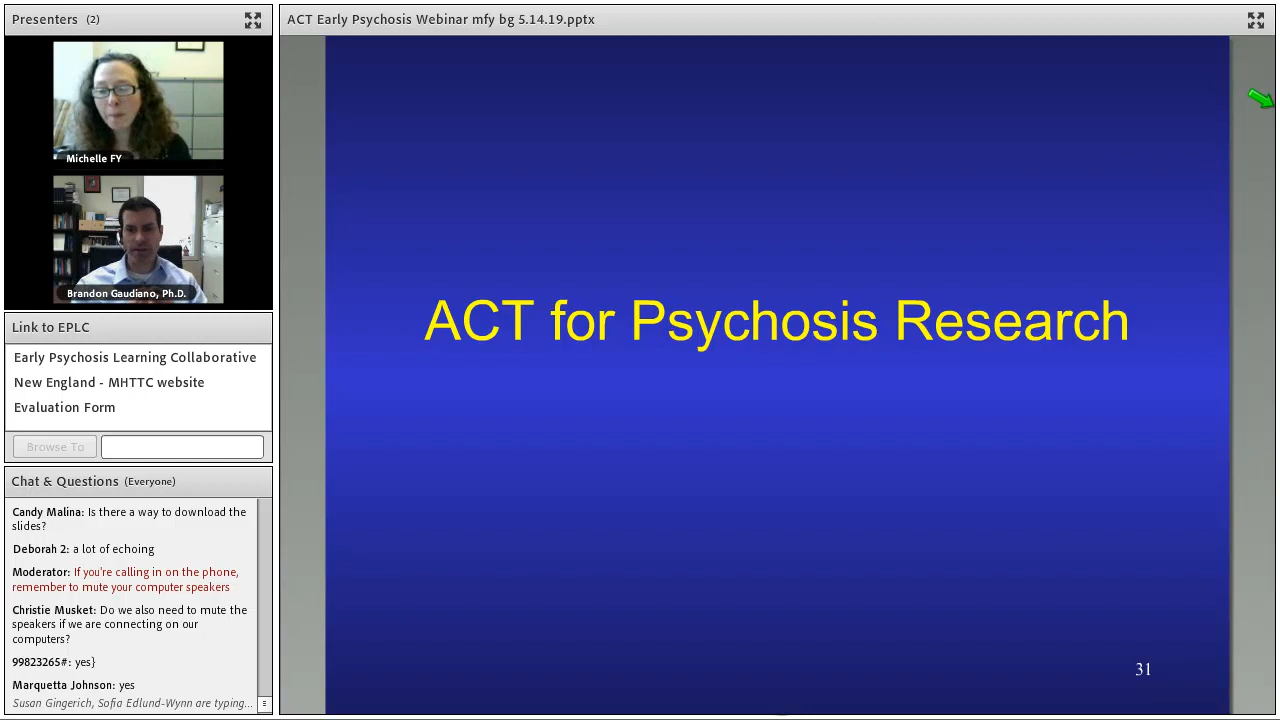 Presenters (2)
Michelle FY
Brandon Gaudiano, Ph.D.
Link to EPLC
Early Psychosis Learning Collaborative
New England - MHTTC website
Evaluation Form
Browse To
Chat & Questions (Everyone)
Candy Malina: Is there a way to download the
slides?
Deborah 2: a lot of echoing
Moderator: If you're calling in on the phone,
remember to mute your computer speakers
Christie Musket: Do we also need to mute the
speakers if we are connecting on our
computers?
99823265#: yes}
Marquetta Johnson: yes
Susan Gingerich, Sofia Edlund-Wynn are typing...
ACT Early Psychosis Webinar mfy bg 5.14.19.pptx
ACT for Psychosis Research
31